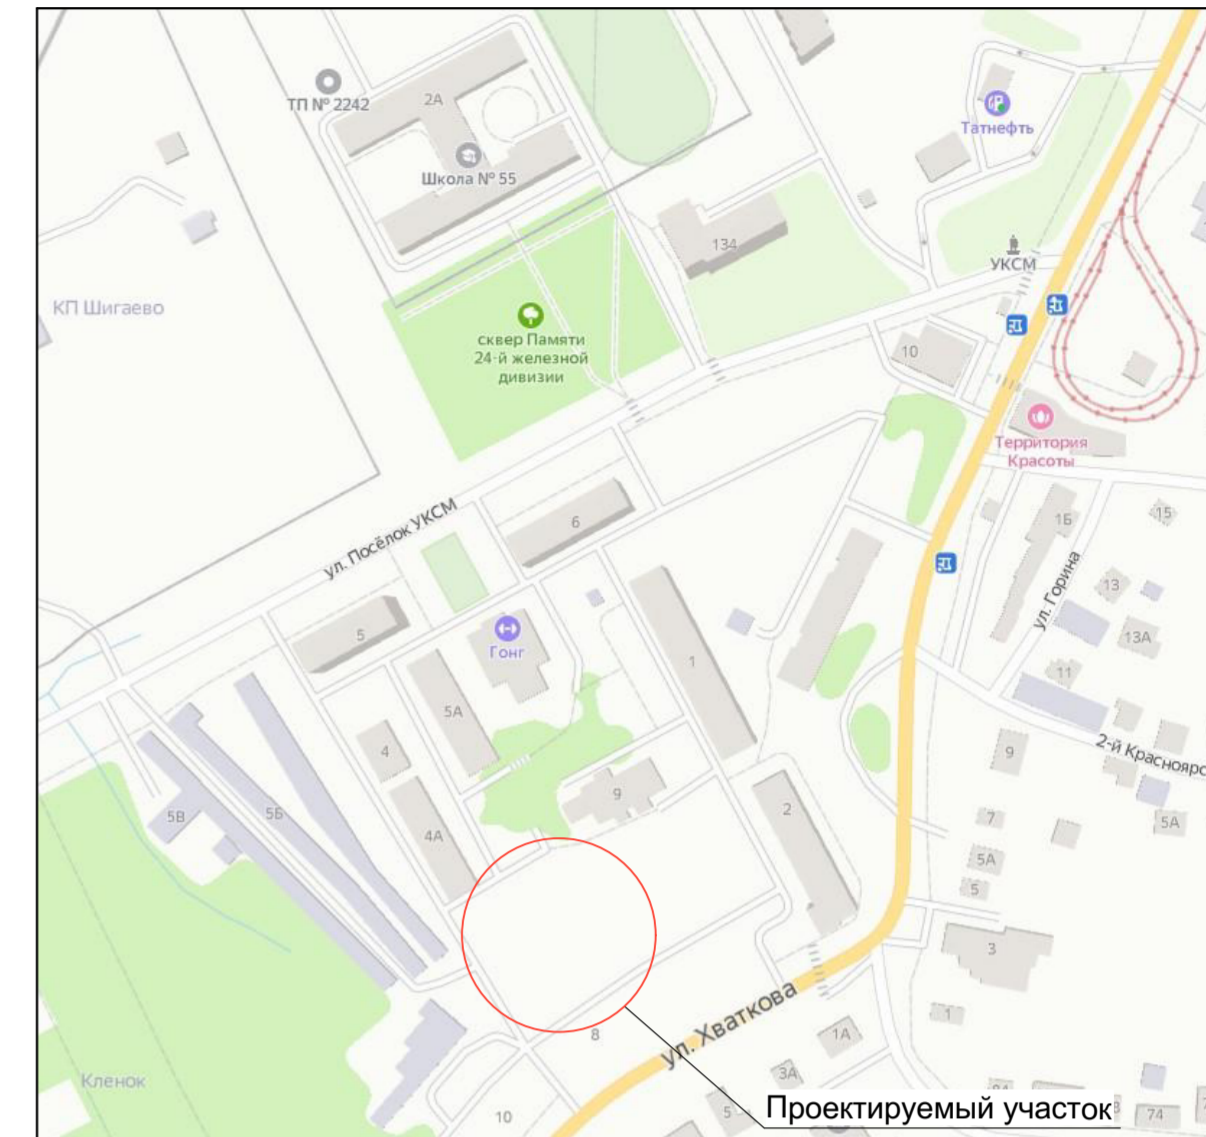 ТП № 2242
2А
Школа № 55
Татнефть
134
УКСМ
КП Шигаево
сквер Памяти
24-й железной
дивизии
10
Территория
Красоты
ул. Посёлок УКСМ
6
1Б
15
ул. Горина
13
13А
11
5
Гонг
1
5А
4
9
2-й Красноярс
9
5В
5Б
4А
2
7
5А
5А
5
3
1
8
ул. Хваткова
1А
3А
Кленок
10
5
Проектируемый участок
74